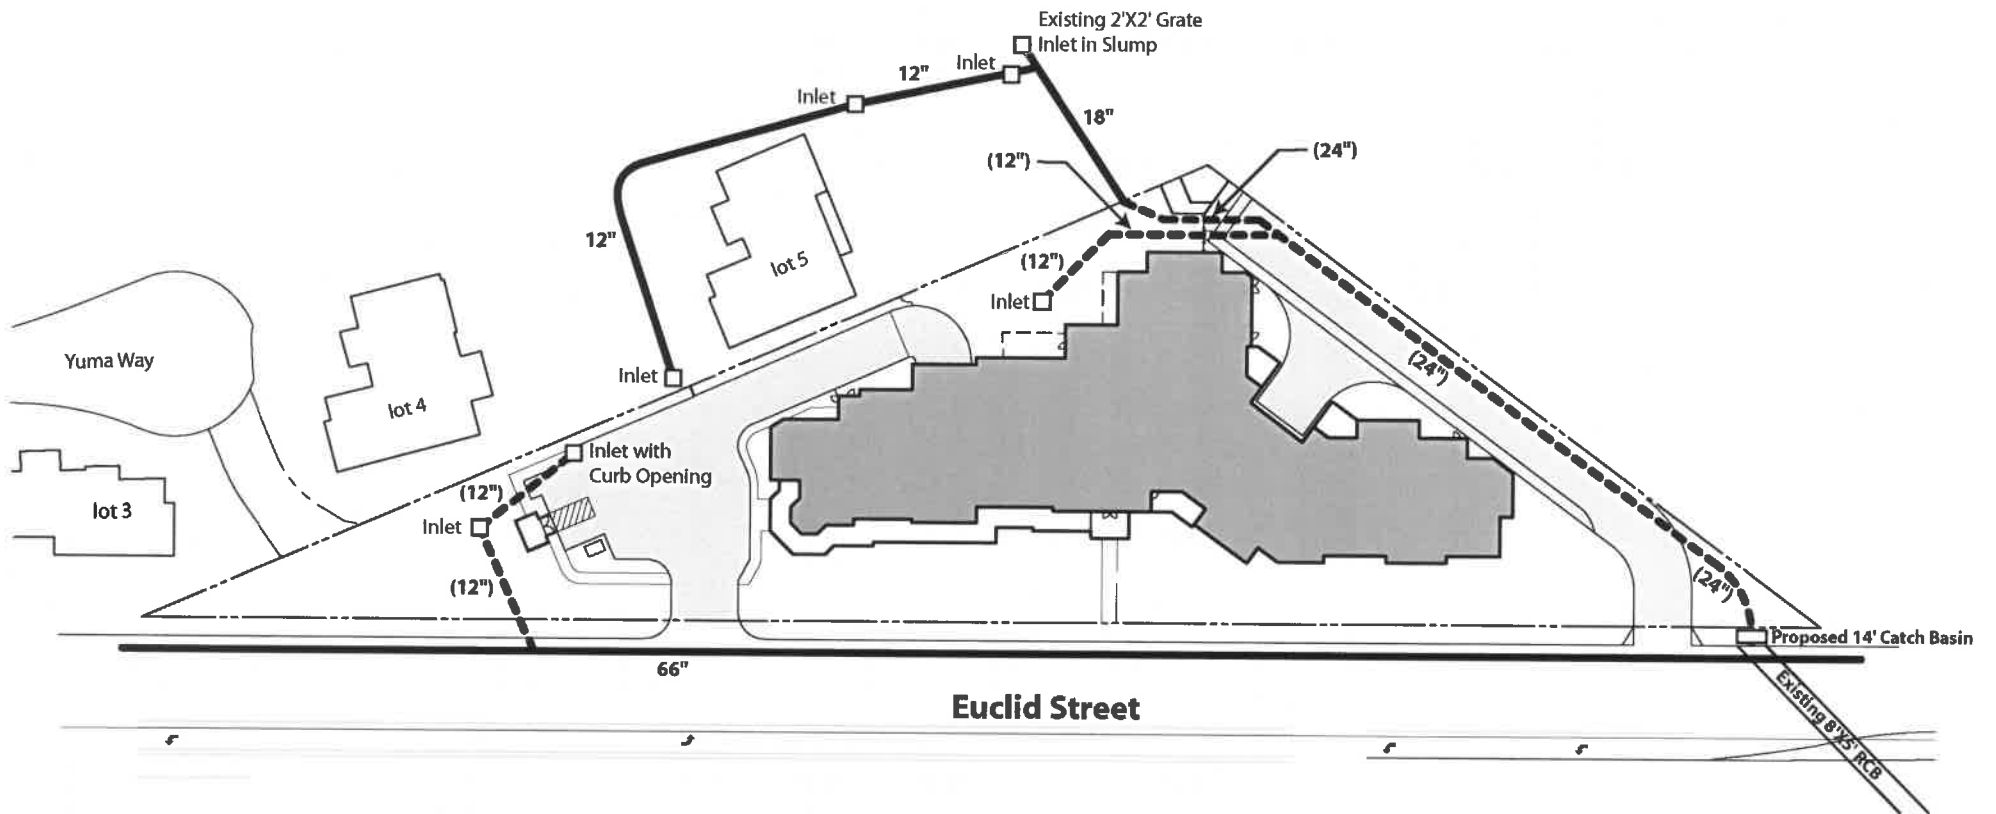 Existing 2'X2' Grate
Inlet in Slump
Inlet
12"
Inlet
18"
(12")
(24")
12"
lot 5
(12")
Inlet
Yuma Way
Inlet
lot 4
(24")
Inlet with
Curb Opening
(12")
lot 3
Inlet
(12")
(24")
Proposed 14' Catch Basin
66"
Euclid Street
Existing 8'X5' RCB